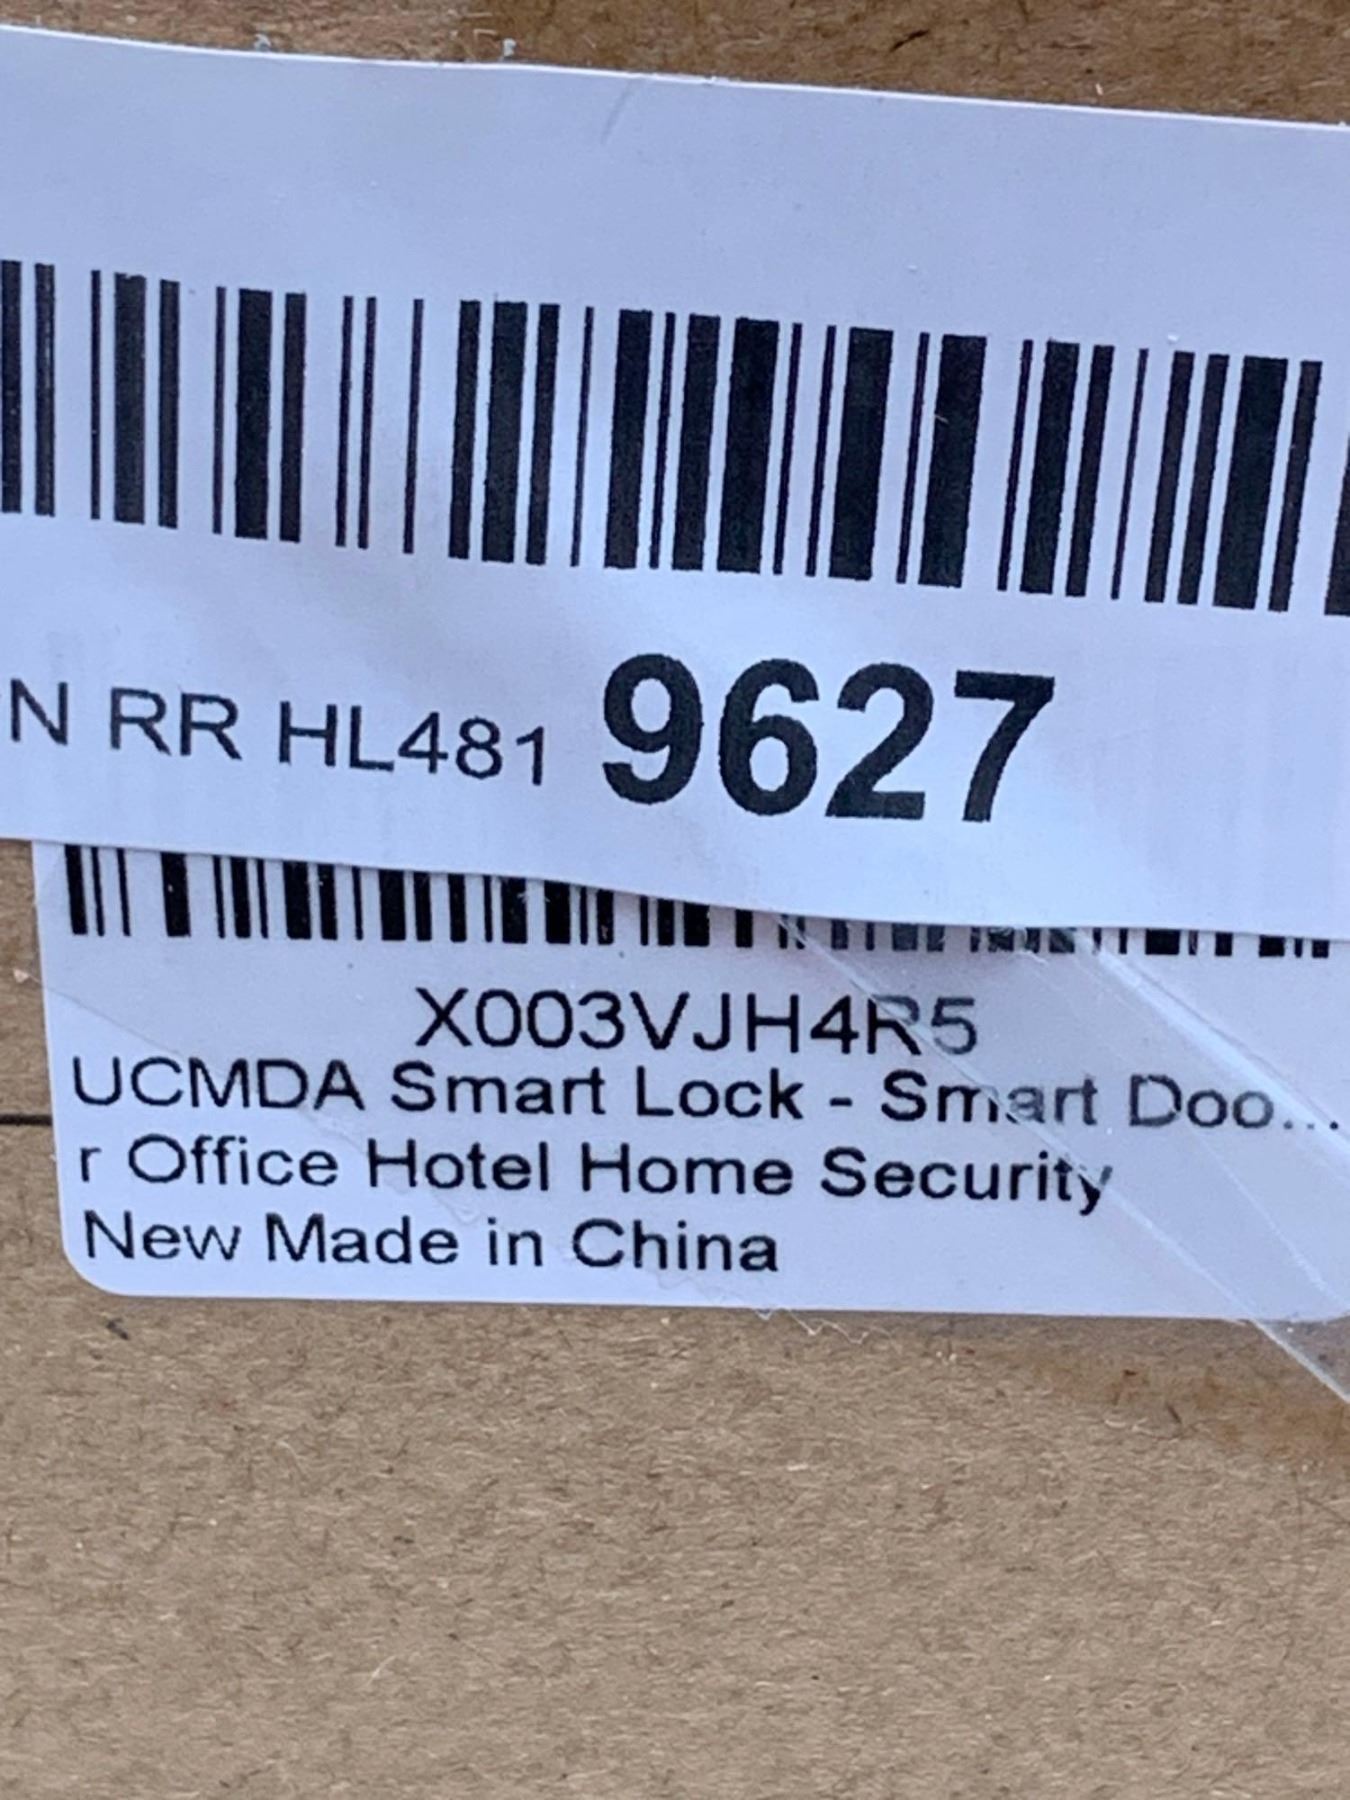 N RR HL481 9627
X003VJH4R5
UCMDA Smart Lock - Smart Doo...
r Office Hotel Home Security
New Made in China